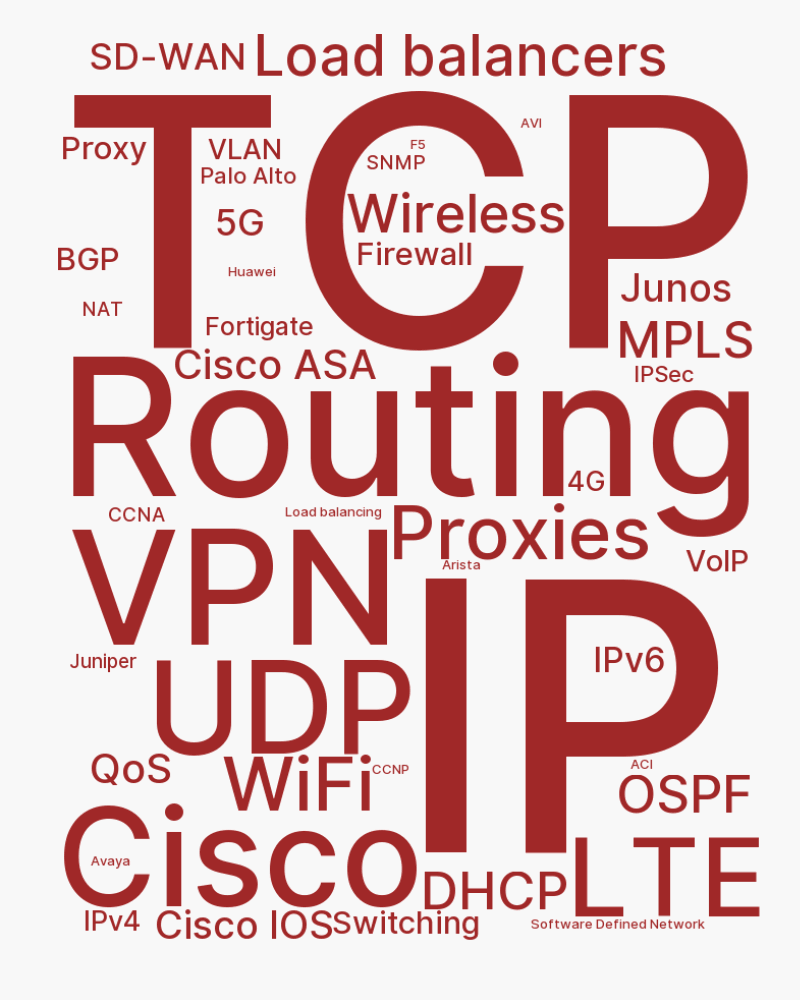 SD-WAN
Load balancers
TCP
AVI
Proxy
VLAN
F5
SNMP
Palo Alto
5G
Wireless
BGP
Firewall
Huawei
Junos
NAT
Fortigate
MPLS
Cisco ASA
IPSec
Routing
4G
CCNA
Load balancing
Proxies
VPN
Arista
VoIP
IP
Juniper
IPv6
UDP
QoS
WiFi
CCNP
ACI
OSPF
Cisco
Avaya
DHCP
LTE
IPv4
Cisco IOS
Switching
Software Defined Network